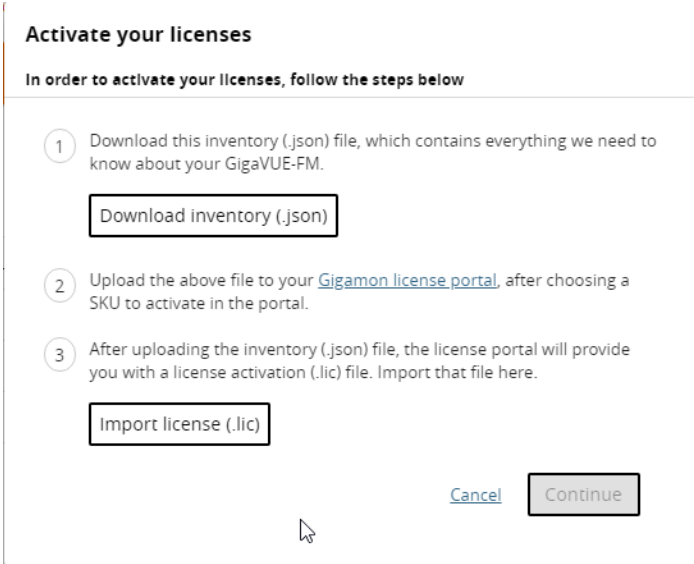 Activate your licenses
In order to activate your licenses, follow the steps below
1
Download this inventory (.json) file, which contains everything we need to
know about your GigaVUE-FM.
Download inventory (.json)
2
Upload the above file to your Gigamon license portal, after choosing a
SKU to activate in the portal.
3
After uploading the inventory (.json) file, the license portal will provide
you with a license activation (.lic) file. Import that file here.
Import license (.lic)
Cancel
Continue